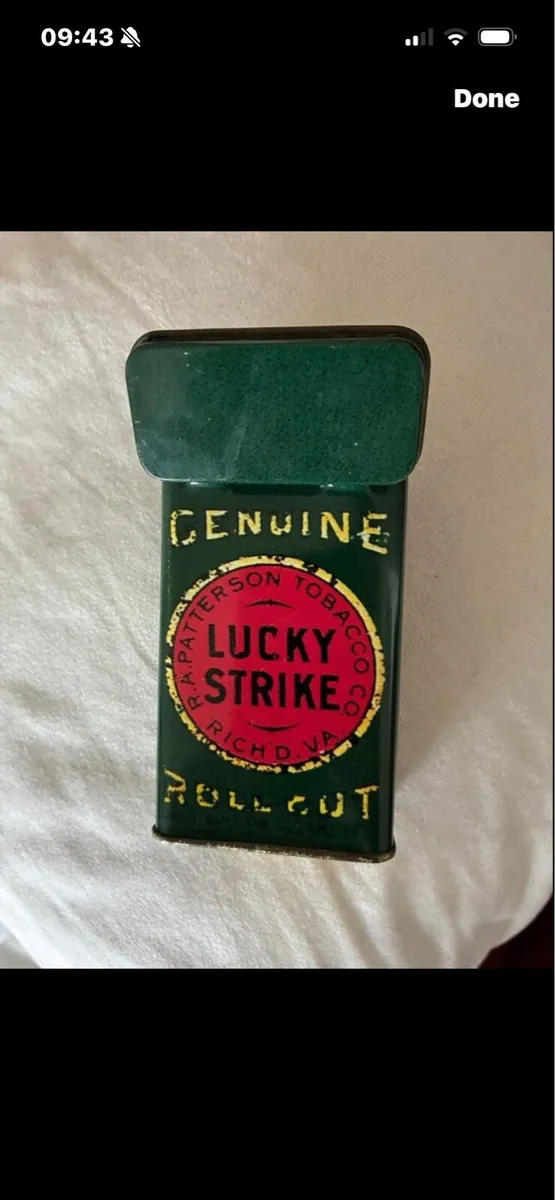 09:43
Done
GENUINE
R.A. PATTERSON TOBACCO CO.
LUCKY
STRIKE
RICH'D. VA.
ROLL CUT